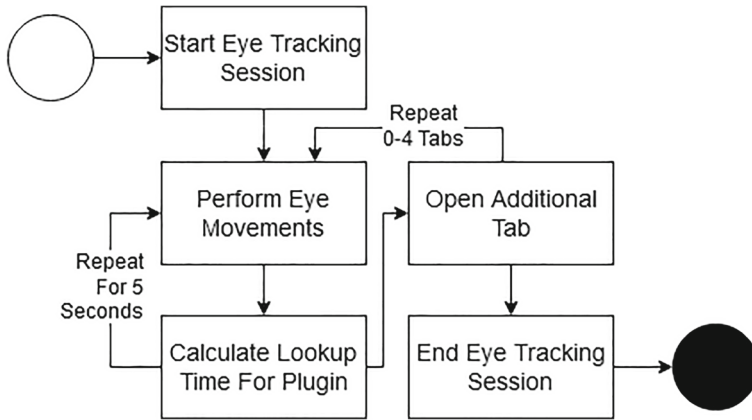 Start Eye Tracking
Session
Repeat
0-4 Tabs
Perform Eye
Movements
Open Additional
Tab
Repeat
For 5
Seconds
Calculate Lookup
Time For Plugin
End Eye Tracking
Session